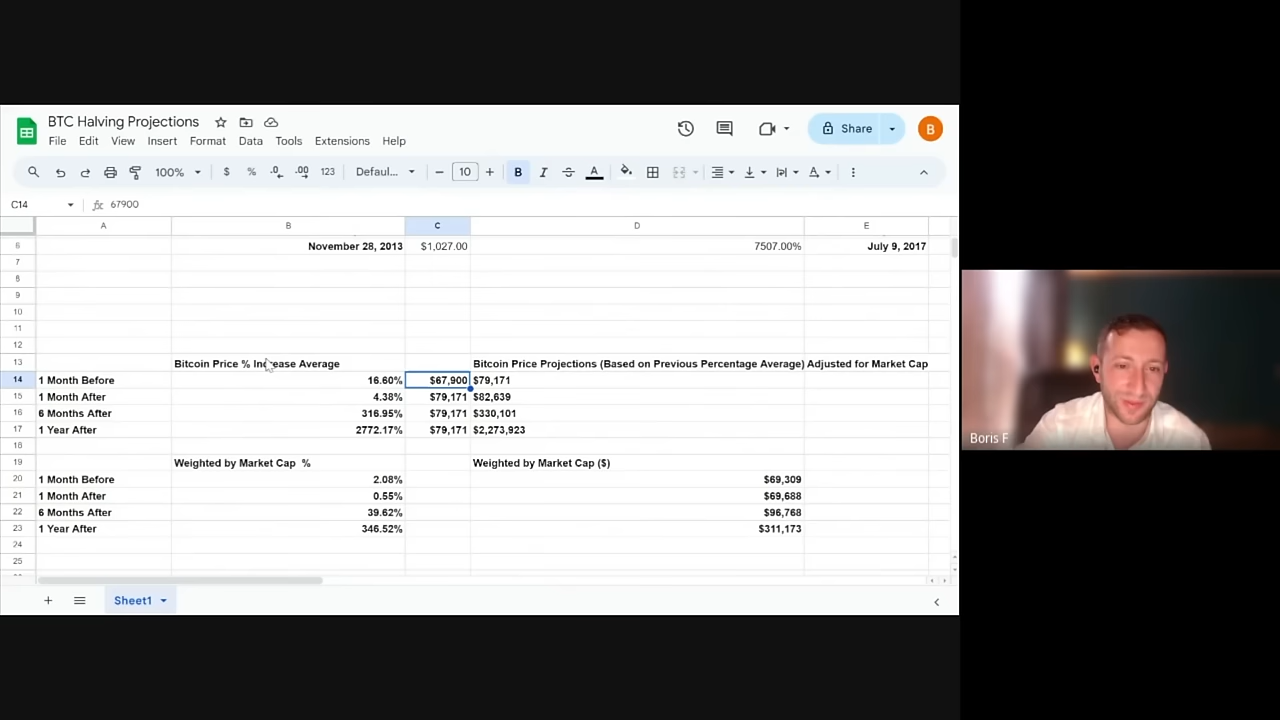 BTC Halving Projections
File Edit View Insert Format Data Tools Extensions Help
Share B
100% $ % .0 .00 123 Defaul... 10 B I A
C14 fx 67900
A B C D E
6 November 28, 2013 $1,027.00 7507.00% July 9, 2017
7
8
9
10
11
12
13 Bitcoin Price % Increase Average Bitcoin Price Projections (Based on Previous Percentage Average) Adjusted for Market Cap
14 1 Month Before 16.60% $67,900 $79,171
15 1 Month After 4.38% $79,171 $82,639
16 6 Months After 316.95% $79,171 $330,101
17 1 Year After 2772.17% $79,171 $2,273,923
18
19 Weighted by Market Cap % Weighted by Market Cap ($)
20 1 Month Before 2.08% $69,309
21 1 Month After 0.55% $69,688
22 6 Months After 39.62% $96,768
23 1 Year After 346.52% $311,173
24
25
Sheet1
Boris F